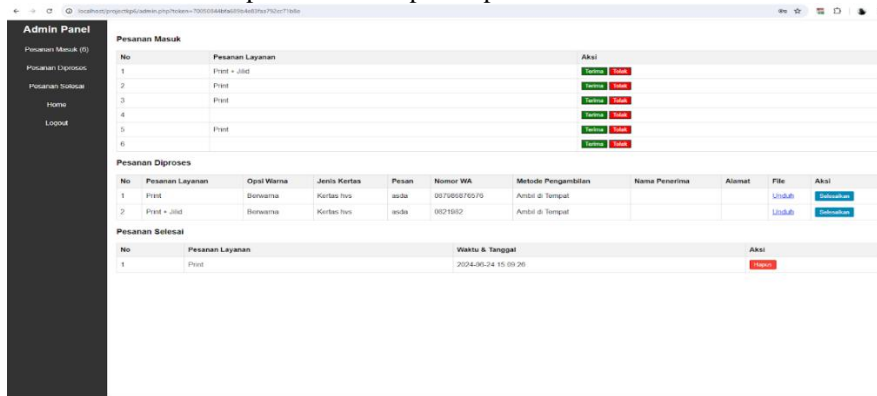 Admin Panel
Pesanan Masuk (6)
Pesanan Diproses
Pesanan Selesai
Home
Logout
Pesanan Masuk
No Pesanan Layanan Aksi
1 Print + Jilid Terima Tolak
2 Print Terima Tolak
3 Print Terima Tolak
4 Terima Tolak
5 Print Terima Tolak
6 Terima Tolak
Pesanan Diproses
No Pesanan Layanan Opsi Warna Jenis Kertas Pesan Nomor WA Metode Pengambilan Nama Penerima Alamat File Aksi
1 Print Berwarna Kertas hvs asda 087986876576 Ambil di Tempat Unduh Selesaikan
2 Print + Jilid Berwarna Kertas hvs asda 0821982 Ambil di Tempat Unduh Selesaikan
Pesanan Selesai
No Pesanan Layanan Waktu & Tanggal Aksi
1 Print 2024-06-24 15:09:26 Hapus